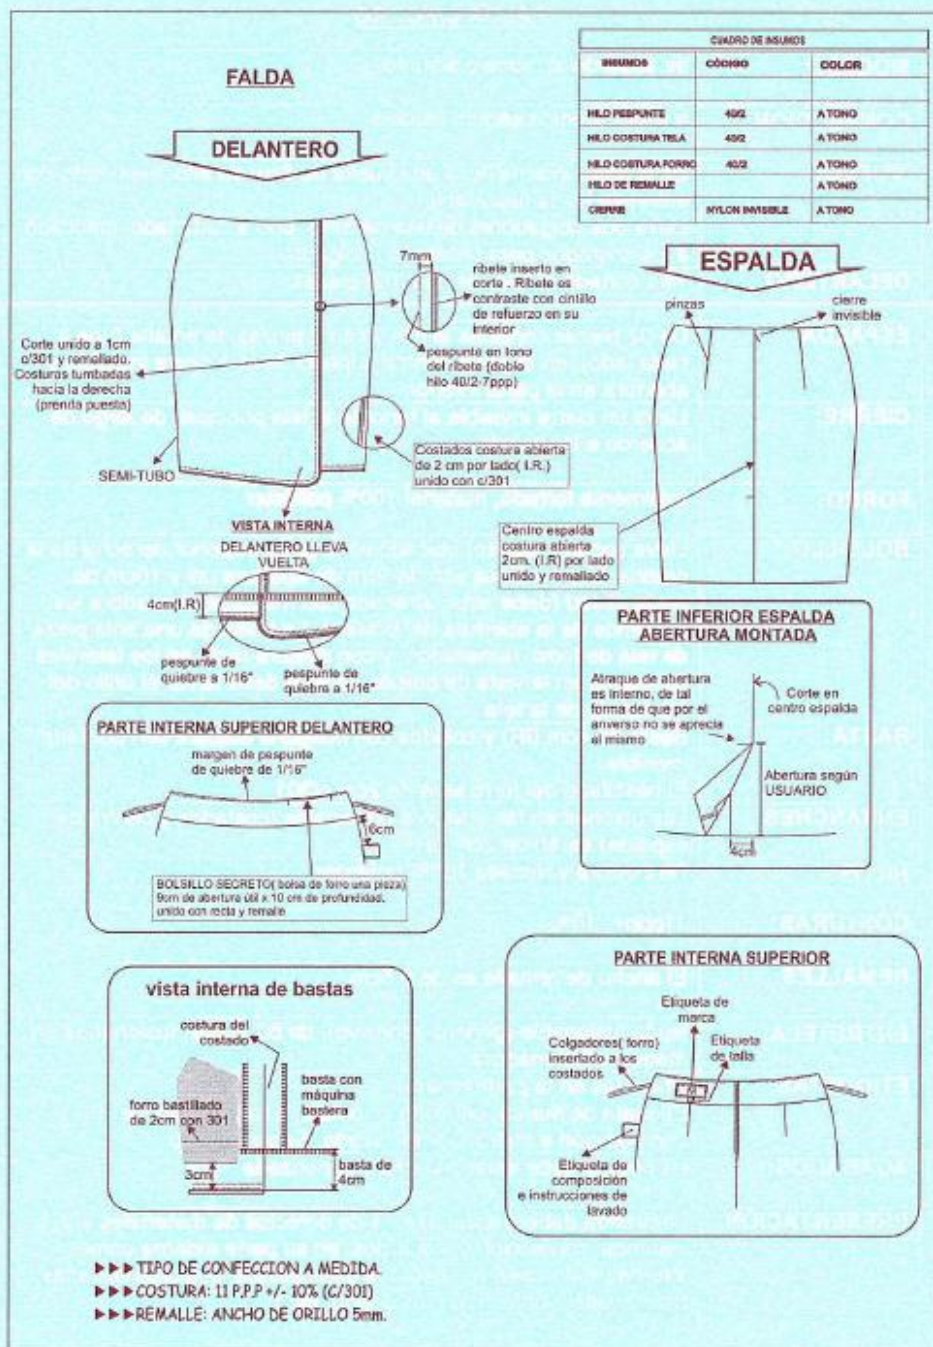 FALDA
DELANTERO
CUADRO DE INSUMOS
INSUMOS CÓDIGO COLOR
HILO PESPUNTE 40/2 A TONO
HILO COSTURA TELA 40/2 A TONO
HILO COSTURA FORRO 40/2 A TONO
HILO DE REMALLE A TONO
CIERRE NYLON INVISIBLE A TONO
7mm
ribete inserto en
corte . Ribete es
contraste con cintillo
de refuerzo en su
interior
pespunte en tono
del ribete (doble
hilo 40/2-7ppp)
Corte unido a 1cm
c/301 y remallado.
Costuras tumbadas
hacia la derecha
(prenda puesta)
SEMI-TUBO
Costados costura abierta
de 2 cm por lado( I.R.)
unido con c/301
ESPALDA
pinzas
cierre
invisible
Centro espalda
costura abierta
2cm. (I.R) por lado
unido y remallado
VISTA INTERNA
DELANTERO LLEVA
VUELTA
4cm(I.R)
pespunte de
quiebre a 1/16"
pespunte de
quiebre a 1/16"
PARTE INFERIOR ESPALDA
ABERTURA MONTADA
Atraque de abertura
es interno, de tal
forma de que por el
anverso no se aprecia
el mismo
Corte en
centro espalda
Abertura según
USUARIO
4cm
PARTE INTERNA SUPERIOR DELANTERO
margen de pespunte
de quiebre de 1/16"
6cm
BOLSILLO SECRETO( bolsa de forro una pieza)
9cm de abertura útil x 10 cm de profundidad.
unido con recta y remalle
vista interna de bastas
costura del
costado
forro bastillado
de 2cm con 301
basta con
máquina
bastera
3cm
basta de
4cm
PARTE INTERNA SUPERIOR
Etiqueta de
marca
Colgadores( forro)
insertado a los
costados
Etiqueta
de talla
Etiqueta de
composición
e instrucciones de
lavado
TIPO DE CONFECCION A MEDIDA.
COSTURA: 11 P.P.P +/- 10% (C/301)
REMALLE: ANCHO DE ORILLO 5mm.